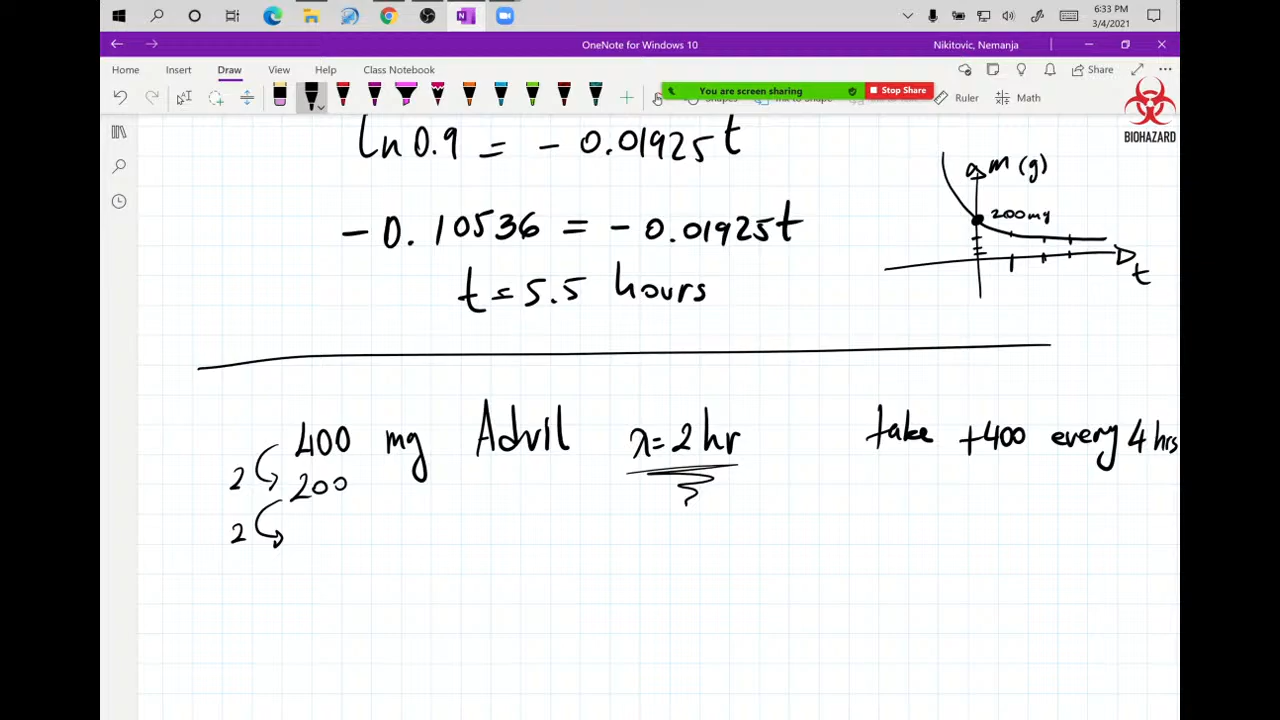 6:33 PM
3/4/2021
OneNote for Windows 10
Nikitovic, Nemanja
Home Insert Draw View Help Class Notebook
Share
You are screen sharing
Stop Share
Ruler
Math
BIOHAZARD
ln 0.9 = - 0.01925t
m (g)
200mg
t
-0.10536 = -0.01925t
t = 5.5 hours
400 mg Advil λ = 2 hr take +400 every 4 hrs
2 200
2